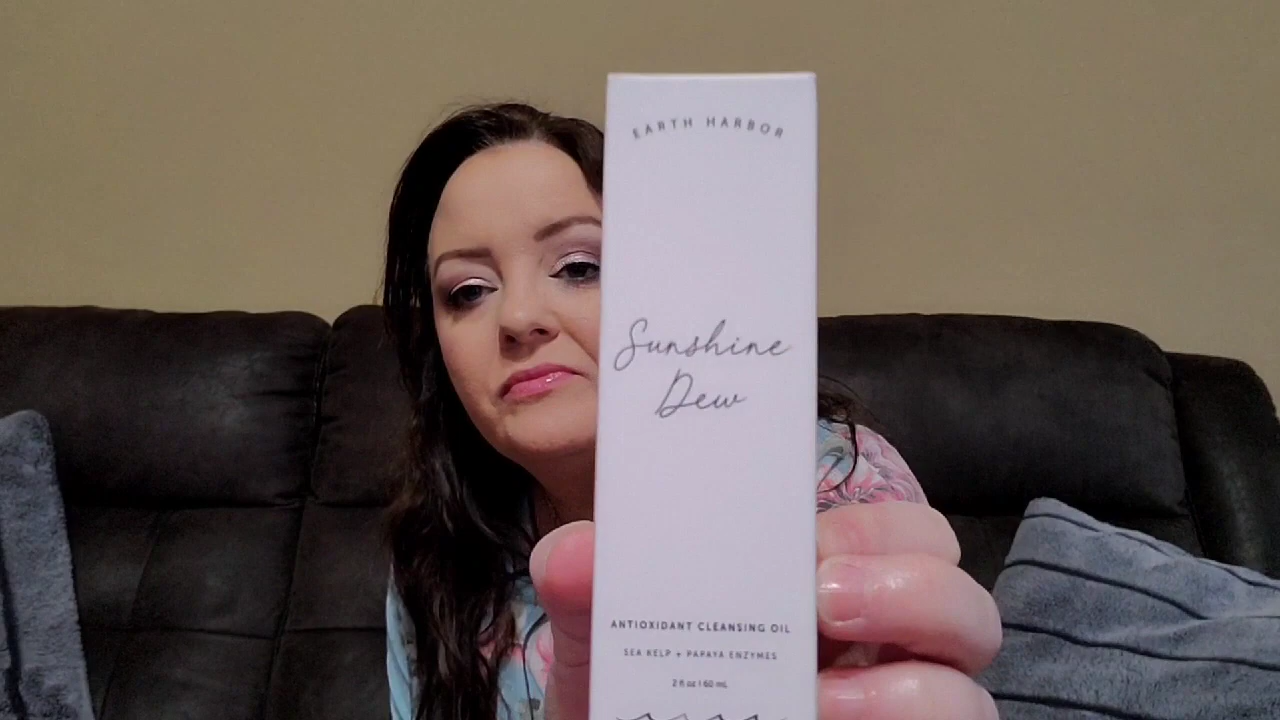 EARTH HARBOR
Sunshine
Dew
ANTIOXIDANT CLEANSING OIL
SEA KELP + PAPAYA ENZYMES
2 fl oz | 60 mL